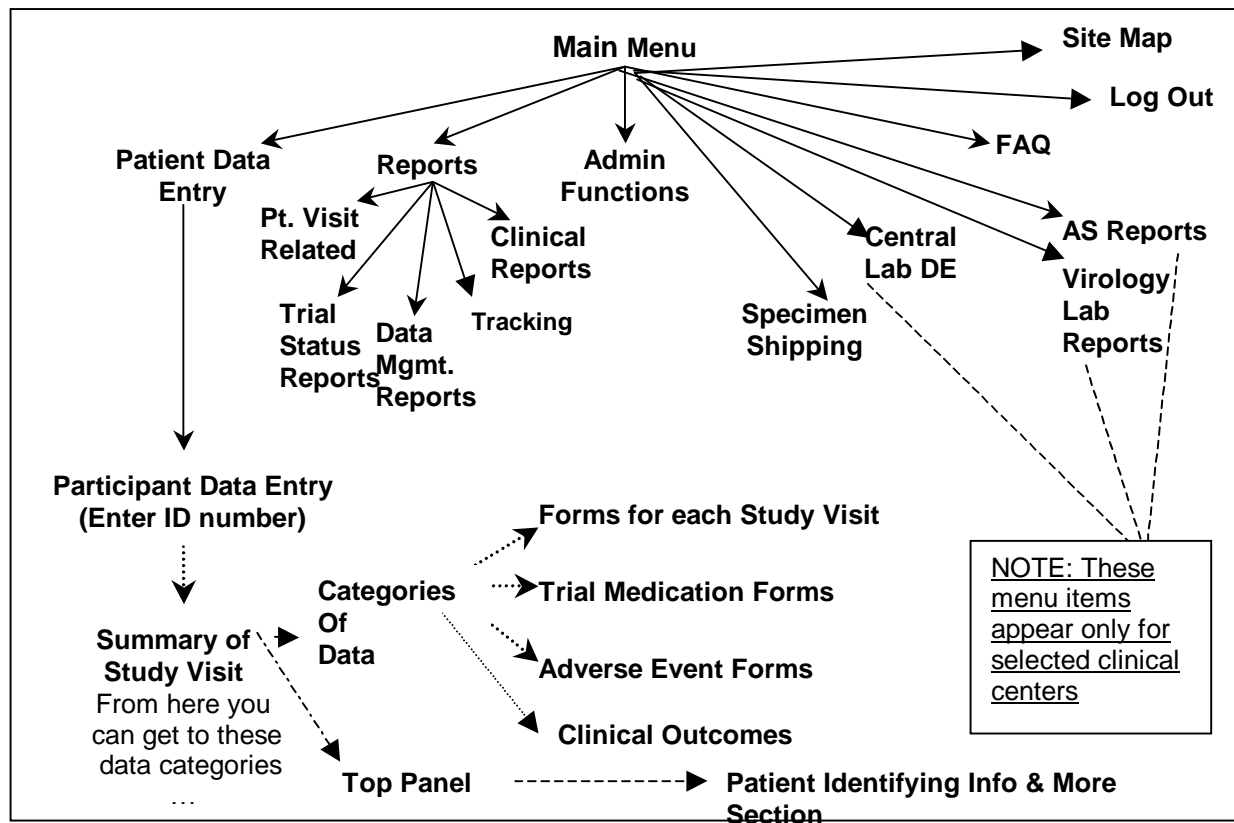 Main Menu
Site Map
Log Out
FAQ
Patient Data
Entry
Reports
Admin
Functions
Pt. Visit
Related
Clinical
Reports
Central
Lab DE
AS Reports
Virology
Lab
Reports
Trial
Status
Reports
Data
Mgmt.
Reports
Tracking
Specimen
Shipping
Participant Data Entry
(Enter ID number)
Forms for each Study Visit
Categories
Of
Data
Trial Medication Forms
Adverse Event Forms
Clinical Outcomes
NOTE: These
menu items
appear only for
selected clinical
centers
Summary of
Study Visit
From here you
can get to these
data categories
…
Top Panel
Patient Identifying Info & More
Section